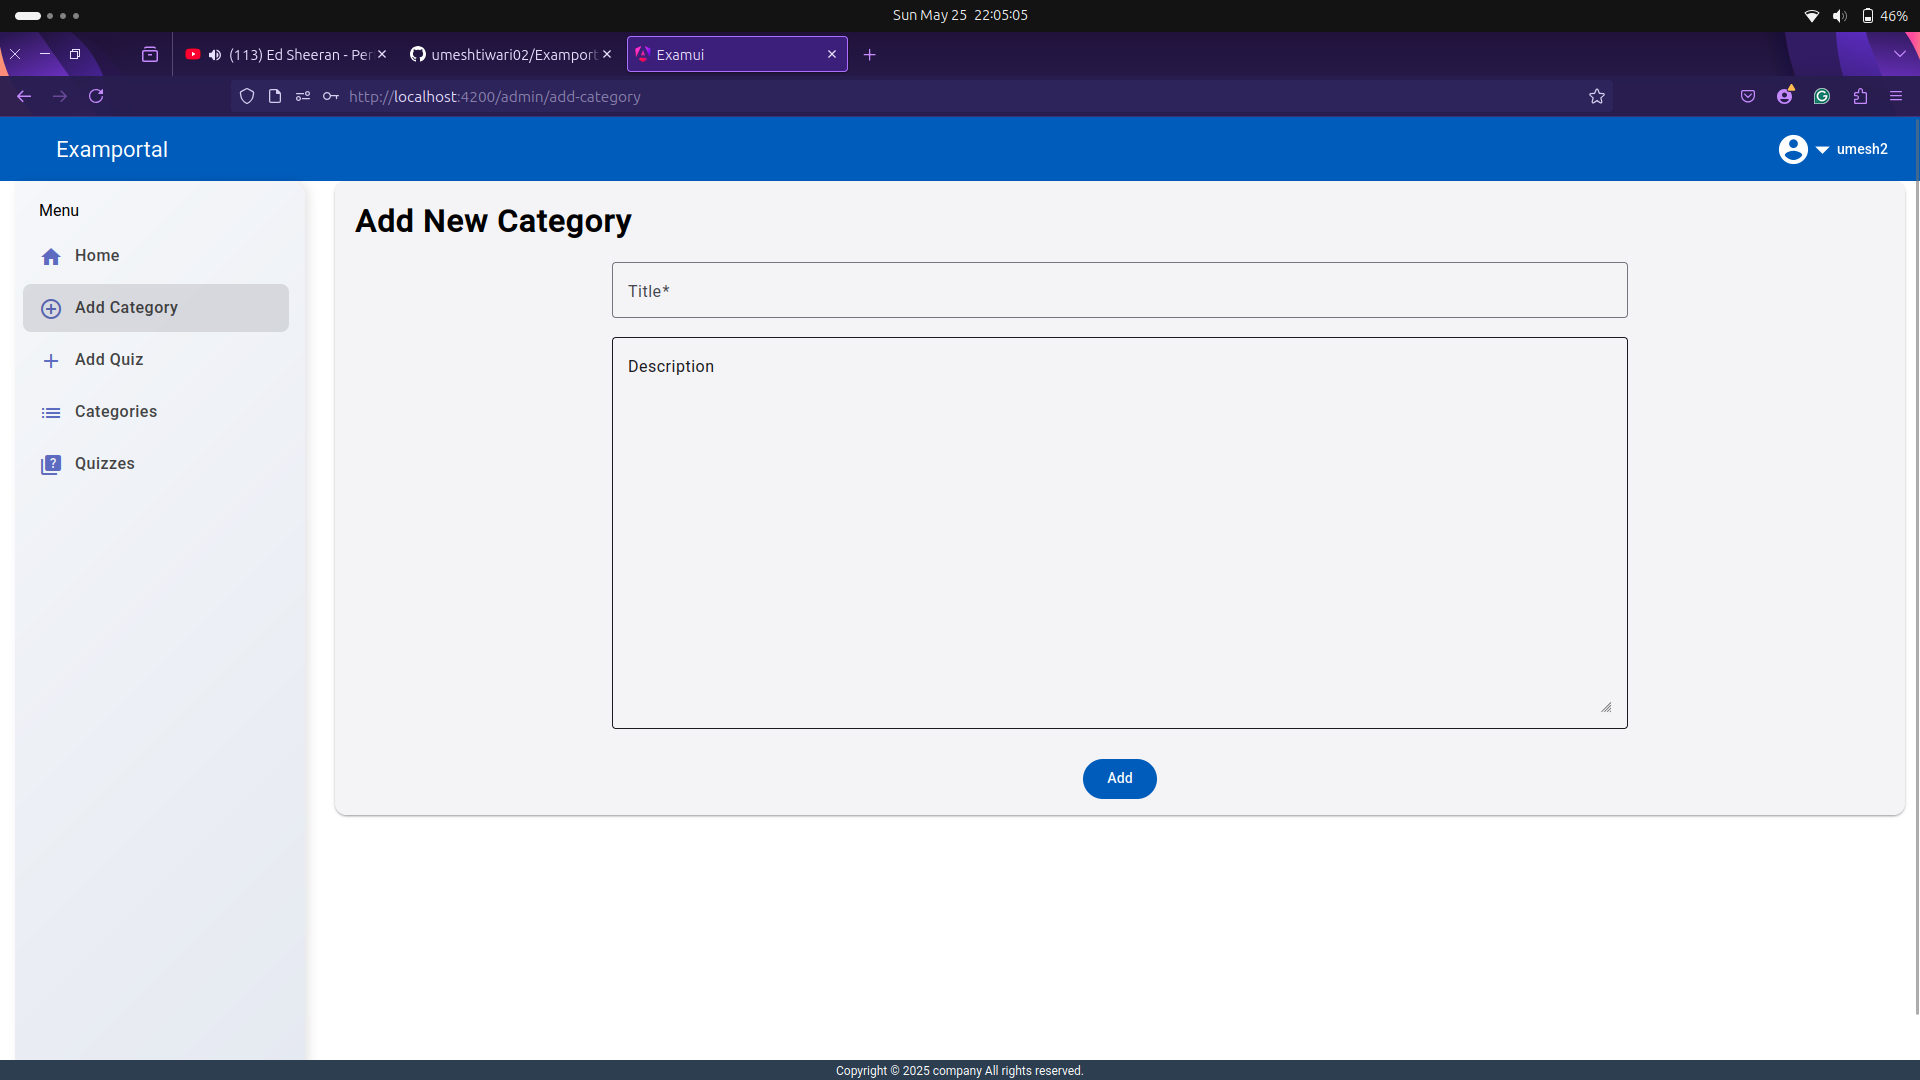 Sun May 25 22:05:05
46%
(113) Ed Sheeran - Per
umeshtiwari02/Examport
Examui
http://localhost:4200/admin/add-category
Examportal
umesh2
Menu
Home
Add Category
Add Quiz
Categories
Quizzes
Add New Category
Title*
Description
Add
Copyright © 2025 company All rights reserved.